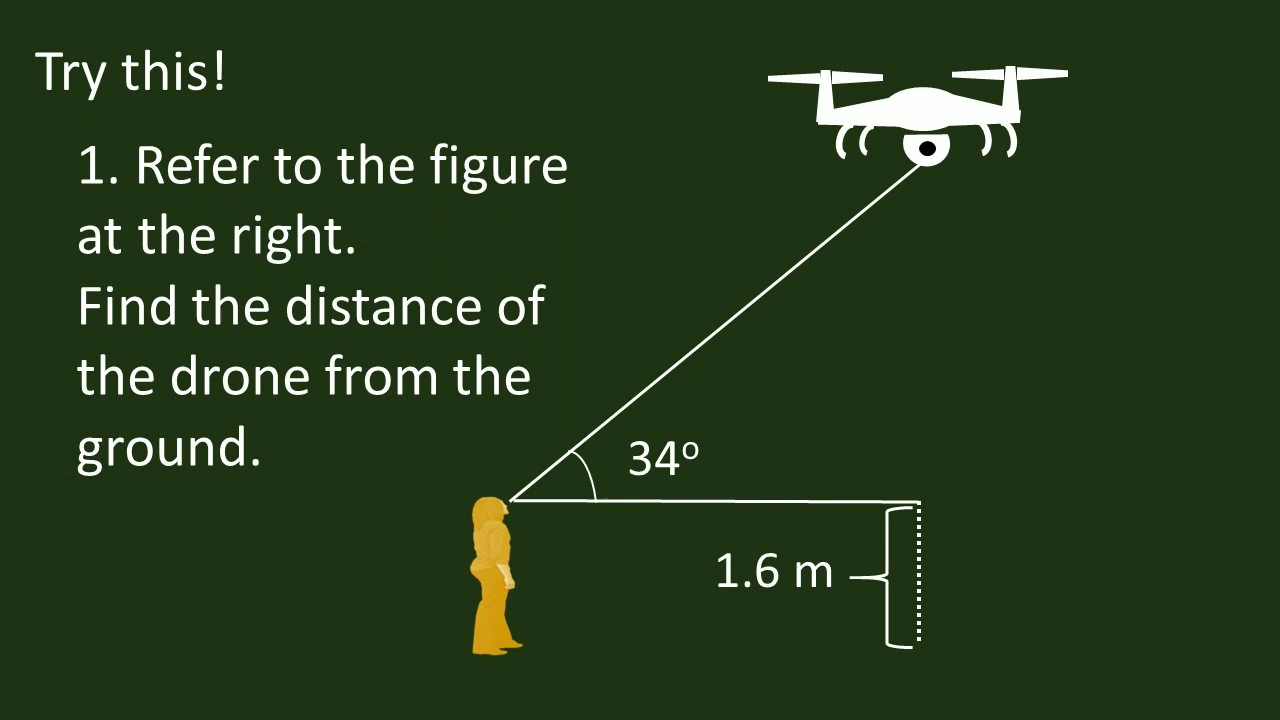 Try this!
1. Refer to the figure
at the right.
Find the distance of
the drone from the
ground.
34º
1.6 m